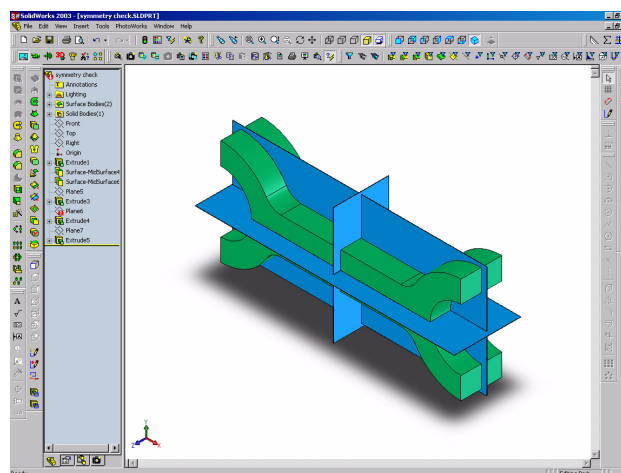 SolidWorks 2003 - [symmetry check.SLDPRT]
File Edit View Insert Tools PhotoWorks Window Help
symmetry check
Annotations
Lighting
Surface Bodies(2)
Solid Bodies(1)
Front
Top
Right
Origin
Extrude1
Surface-MidSurface4
Surface-MidSurface6
Plane5
Extrude3
Plane6
Extrude4
Plane7
Extrude5
Y
Z